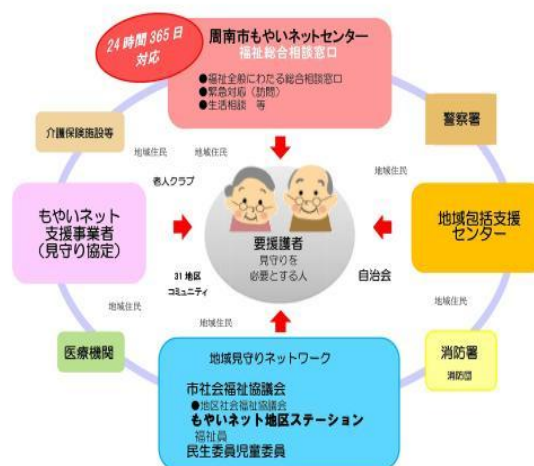 24時間365日
対応
周南市もやいネットセンター
福祉総合相談窓口
●福祉全般にわたる総合相談窓口
●緊急対応（訪問）
●生活相談　等
介護保険施設等
警察署
地域住民
地域住民
地域住民
老人クラブ
もやいネット
支援事業者
（見守り協定）
要援護者
見守りを
必要とする人
地域包括支援
センター
自治会
31地区
コミュニティ
地域住民
地域住民
地域住民
医療機関
消防署
消防団
地域見守りネットワーク
市社会福祉協議会
●地区社会福祉協議会
もやいネット地区ステーション
福祉員
民生委員児童委員